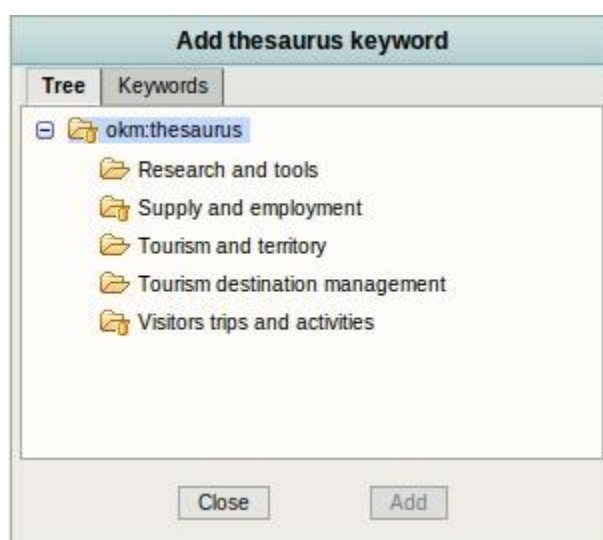 Add thesaurus keyword
Tree Keywords
okm:thesaurus
Research and tools
Supply and employment
Tourism and territory
Tourism destination management
Visitors trips and activities
Close Add